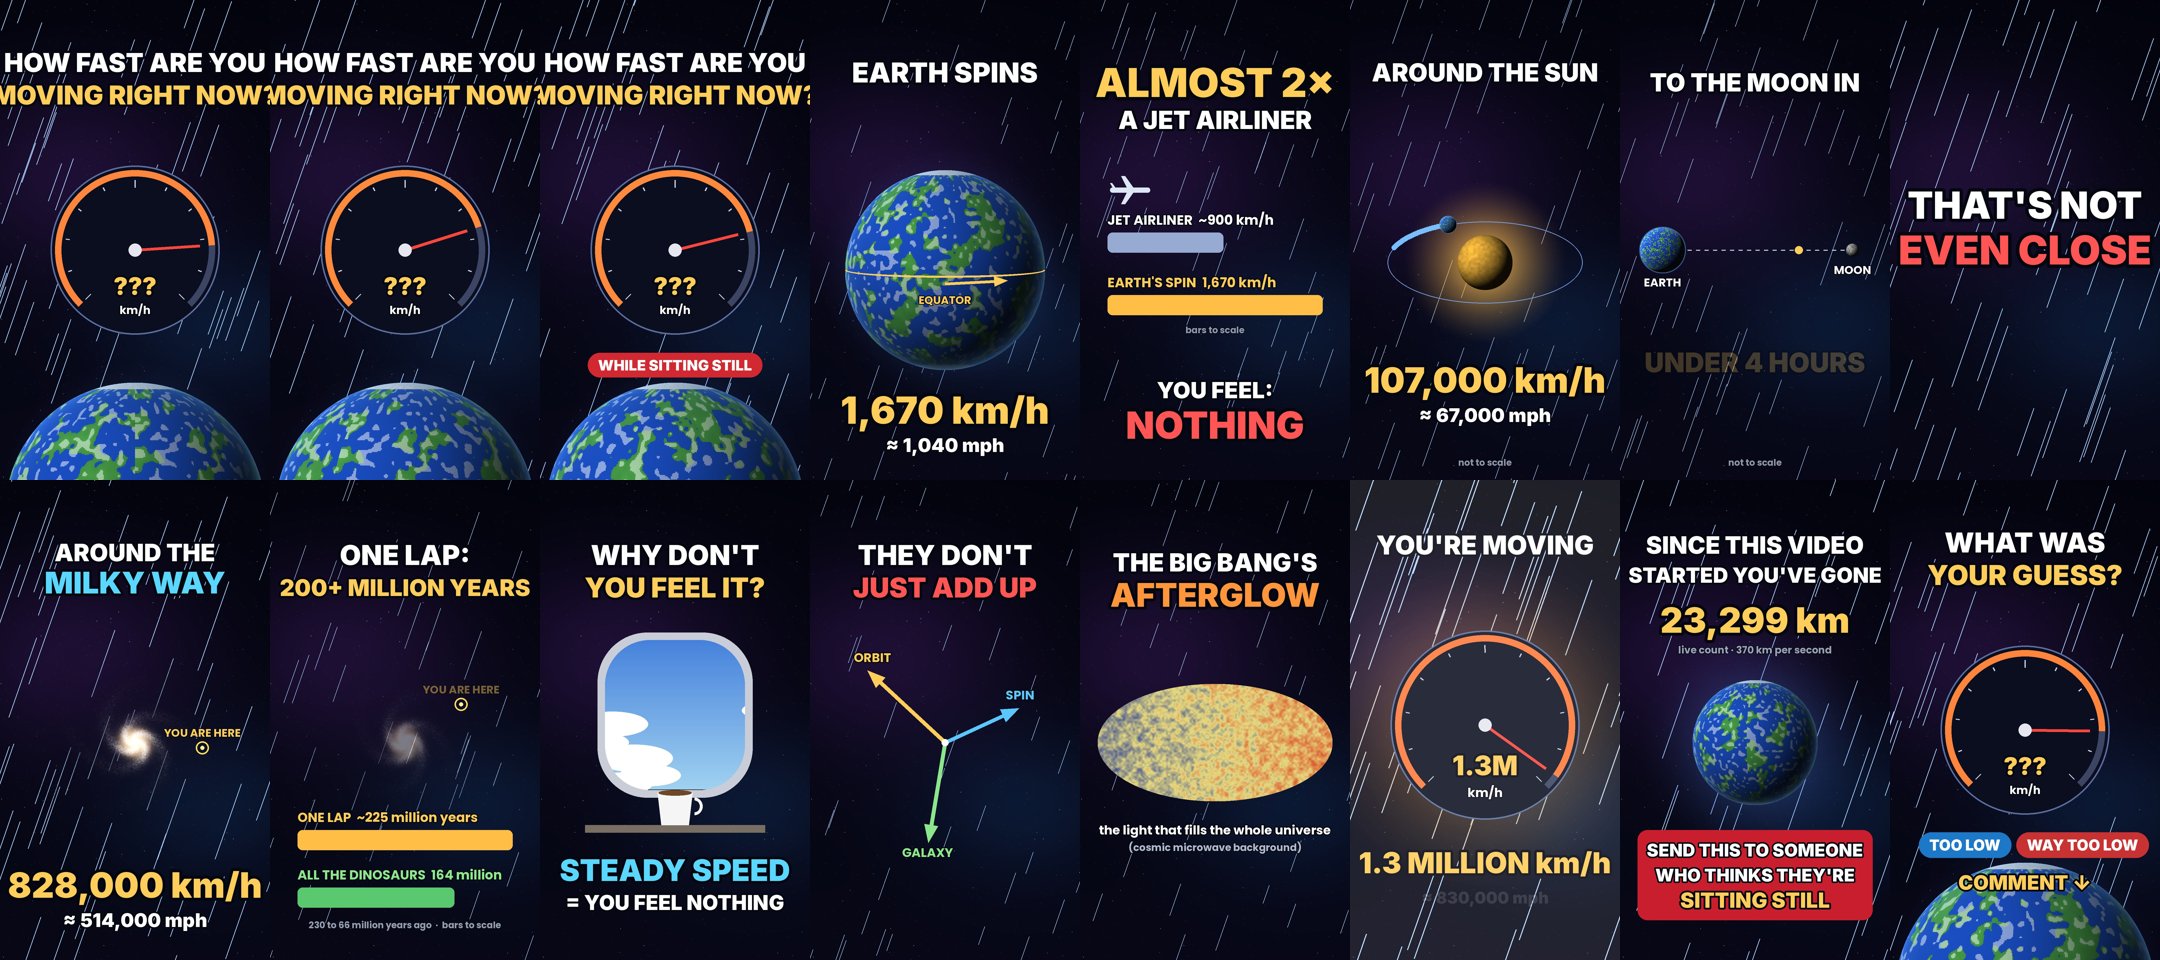 HOW FAST ARE YOU
MOVING RIGHT NOW?
???
km/h
HOW FAST ARE YOU
MOVING RIGHT NOW?
???
km/h
HOW FAST ARE YOU
MOVING RIGHT NOW?
???
km/h
WHILE SITTING STILL
EARTH SPINS
EQUATOR
1,670 km/h
≈ 1,040 mph
ALMOST 2×
A JET AIRLINER
JET AIRLINER ~900 km/h
EARTH'S SPIN 1,670 km/h
bars to scale
YOU FEEL:
NOTHING
AROUND THE SUN
107,000 km/h
≈ 67,000 mph
not to scale
TO THE MOON IN
EARTH
MOON
UNDER 4 HOURS
not to scale
THAT'S NOT
EVEN CLOSE
AROUND THE
MILKY WAY
YOU ARE HERE
828,000 km/h
≈ 514,000 mph
ONE LAP:
200+ MILLION YEARS
YOU ARE HERE
ONE LAP ~225 million years
ALL THE DINOSAURS 164 million
230 to 66 million years ago · bars to scale
WHY DON'T
YOU FEEL IT?
STEADY SPEED
= YOU FEEL NOTHING
THEY DON'T
JUST ADD UP
ORBIT
SPIN
GALAXY
THE BIG BANG'S
AFTERGLOW
the light that fills the whole universe
(cosmic microwave background)
YOU'RE MOVING
1.3M
km/h
1.3 MILLION km/h
≈ 830,000 mph
SINCE THIS VIDEO
STARTED YOU'VE GONE
23,299 km
live count · 370 km per second
SEND THIS TO SOMEONE
WHO THINKS THEY'RE
SITTING STILL
WHAT WAS
YOUR GUESS?
???
km/h
TOO LOW
WAY TOO LOW
COMMENT ↓